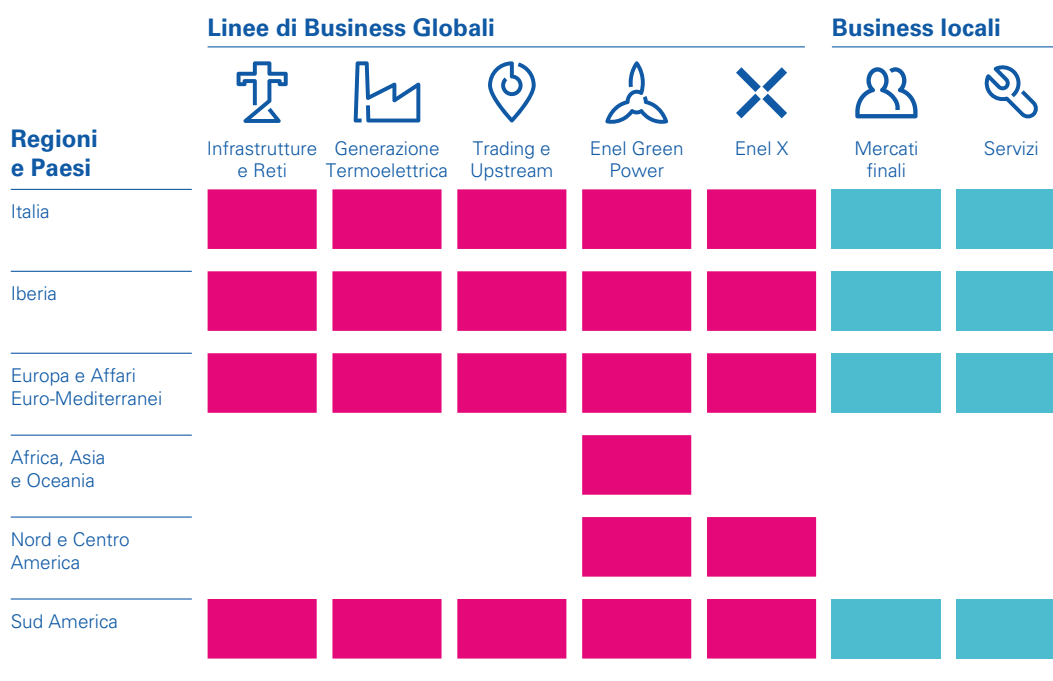 Linee di Business Globali
Business locali
Regioni
e Paesi
Infrastrutture
e Reti
Generazione
Termoelettrica
Trading e
Upstream
Enel Green
Power
Enel X
Mercati
finali
Servizi
Italia
Iberia
Europa e Affari
Euro-Mediterranei
Africa, Asia
e Oceania
Nord e Centro
America
Sud America